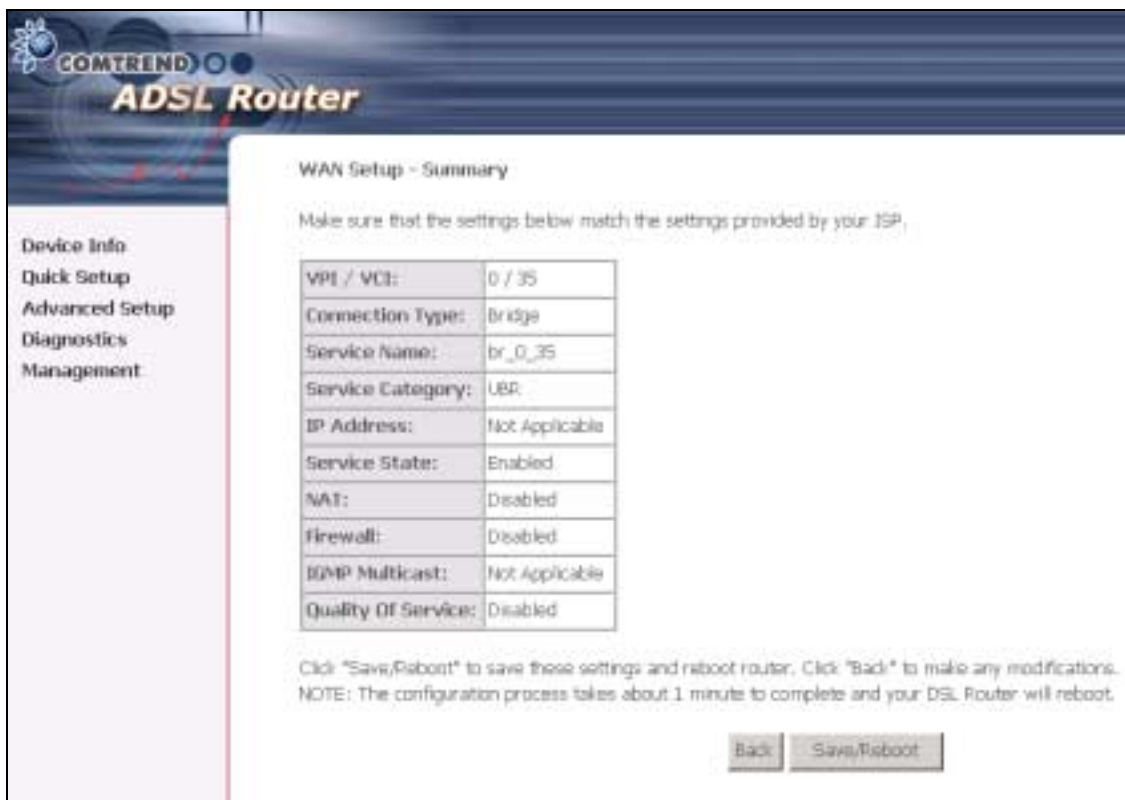 COMTREND
ADSL Router
Device Info
Quick Setup
Advanced Setup
Diagnostics
Management
WAN Setup - Summary
Make sure that the settings below match the settings provided by your ISP.
VPI / VCI: 0 / 35
Connection Type: Bridge
Service Name: br_0_35
Service Category: UBR
IP Address: Not Applicable
Service State: Enabled
NAT: Disabled
Firewall: Disabled
IGMP Multicast: Not Applicable
Quality Of Service: Disabled
Click "Save/Reboot" to save these settings and reboot router. Click "Back" to make any modifications.
NOTE: The configuration process takes about 1 minute to complete and your DSL Router will reboot.
Back Save/Reboot